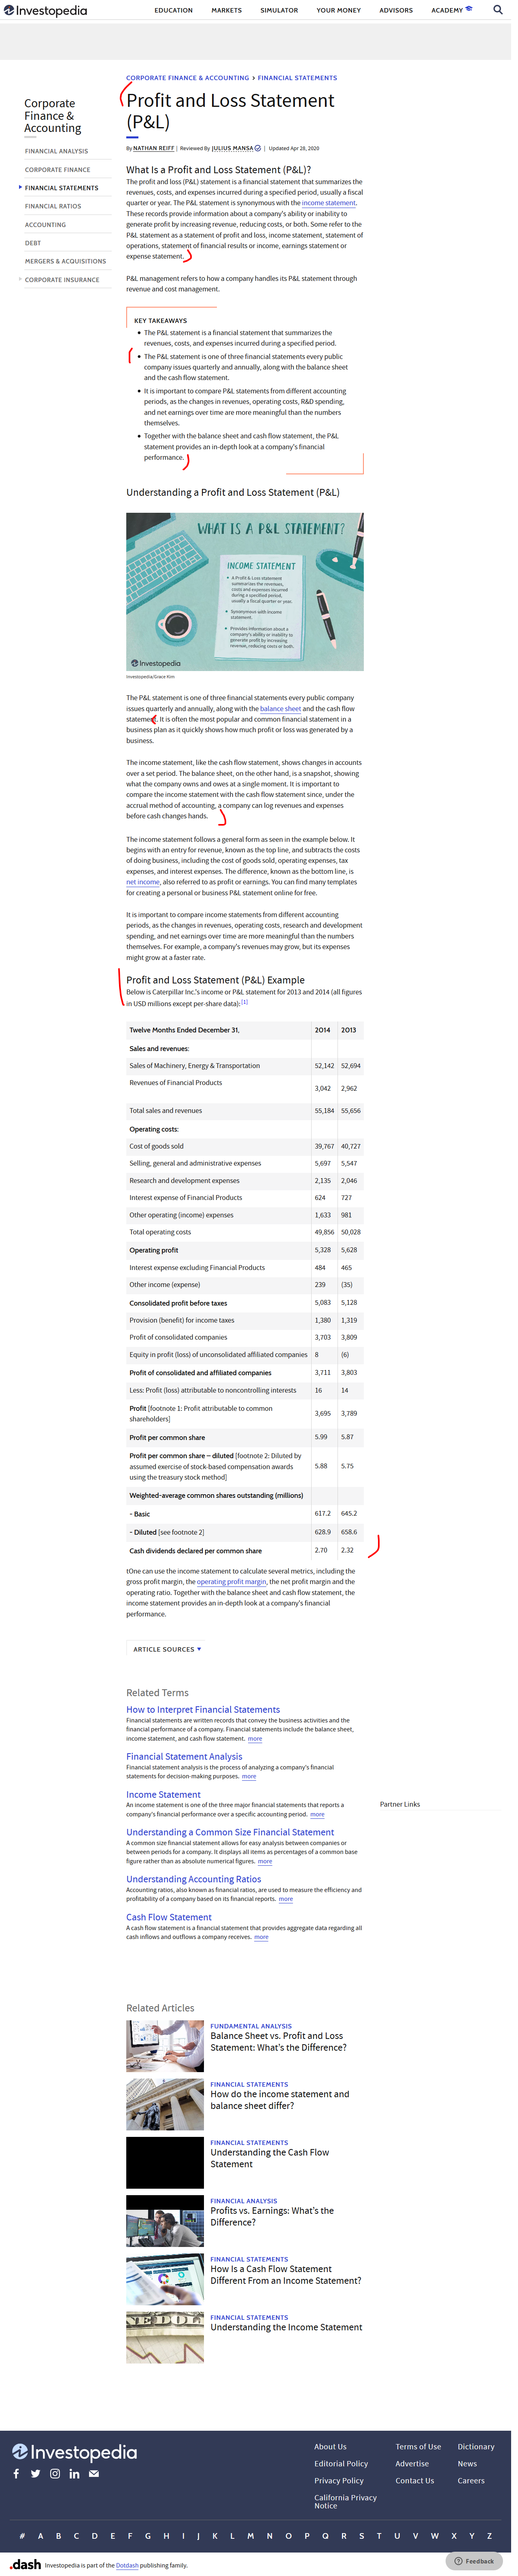 Investopedia
EDUCATION MARKETS SIMULATOR YOUR MONEY ADVISORS ACADEMY
CORPORATE FINANCE & ACCOUNTING › FINANCIAL STATEMENTS
Corporate
Finance &
Accounting
FINANCIAL ANALYSIS
CORPORATE FINANCE
FINANCIAL STATEMENTS
FINANCIAL RATIOS
ACCOUNTING
DEBT
MERGERS & ACQUISITIONS
CORPORATE INSURANCE
Profit and Loss Statement
(P&L)
By NATHAN REIFF | Reviewed By JULIUS MANSA | Updated Apr 28, 2020
What Is a Profit and Loss Statement (P&L)?
The profit and loss (P&L) statement is a financial statement that summarizes the
revenues, costs, and expenses incurred during a specified period, usually a fiscal
quarter or year. The P&L statement is synonymous with the income statement.
These records provide information about a company's ability or inability to
generate profit by increasing revenue, reducing costs, or both. Some refer to the
P&L statement as a statement of profit and loss, income statement, statement of
operations, statement of financial results or income, earnings statement or
expense statement.
P&L management refers to how a company handles its P&L statement through
revenue and cost management.
KEY TAKEAWAYS
• The P&L statement is a financial statement that summarizes the
revenues, costs, and expenses incurred during a specified period.
• The P&L statement is one of three financial statements every public
company issues quarterly and annually, along with the balance sheet
and the cash flow statement.
• It is important to compare P&L statements from different accounting
periods, as the changes in revenues, operating costs, R&D spending,
and net earnings over time are more meaningful than the numbers
themselves.
• Together with the balance sheet and cash flow statement, the P&L
statement provides an in-depth look at a company's financial
performance.
Understanding a Profit and Loss Statement (P&L)
WHAT IS A P&L STATEMENT?
INCOME STATEMENT
• A Profit & Loss Statement
summarizes the revenues,
costs and expenses
incurred during a specified
period of time, usually a
fiscal quarter or year.
• Synonymous with income
statement.
• Provides information about a
company's ability or inability to
generate profit by increasing
revenue, reducing costs or both.
Investopedia
Investopedia/Grace Kim
The P&L statement is one of three financial statements every public company
issues quarterly and annually, along with the balance sheet and the cash flow
statement. It is often the most popular and common financial statement in a
business plan as it quickly shows how much profit or loss was generated by a
business.
The income statement, like the cash flow statement, shows changes in accounts
over a set period. The balance sheet, on the other hand, is a snapshot, showing
what the company owns and owes at a single moment. It is important to
compare the income statement with the cash flow statement since, under the
accrual method of accounting, a company can log revenues and expenses
before cash changes hands.
The income statement follows a general form as seen in the example below. It
begins with an entry for revenue, known as the top line, and subtracts the costs
of doing business, including the cost of goods sold, operating expenses, tax
expenses, and interest expenses. The difference, known as the bottom line, is
net income, also referred to as profit or earnings. You can find many templates
for creating a personal or business P&L statement online for free.
It is important to compare income statements from different accounting
periods, as the changes in revenues, operating costs, research and development
spending, and net earnings over time are more meaningful than the numbers
themselves. For example, a company's revenues may grow, but its expenses
might grow at a faster rate.
Profit and Loss Statement (P&L) Example
Below is Caterpillar Inc.'s income or P&L statement for 2013 and 2014 (all figures
in USD millions except per-share data): [1]
Twelve Months Ended December 31, 2014 2013
Sales and revenues:
Sales of Machinery, Energy & Transportation 52,142 52,694
Revenues of Financial Products 3,042 2,962
Total sales and revenues 55,184 55,656
Operating costs:
Cost of goods sold 39,767 40,727
Selling, general and administrative expenses 5,697 5,547
Research and development expenses 2,135 2,046
Interest expense of Financial Products 624 727
Other operating (income) expenses 1,633 981
Total operating costs 49,856 50,028
Operating profit 5,328 5,628
Interest expense excluding Financial Products 484 465
Other income (expense) 239 (35)
Consolidated profit before taxes 5,083 5,128
Provision (benefit) for income taxes 1,380 1,319
Profit of consolidated companies 3,703 3,809
Equity in profit (loss) of unconsolidated affiliated companies 8 (6)
Profit of consolidated and affiliated companies 3,711 3,803
Less: Profit (loss) attributable to noncontrolling interests 16 14
Profit [footnote 1: Profit attributable to common
shareholders] 3,695 3,789
Profit per common share 5.99 5.87
Profit per common share — diluted [footnote 2: Diluted by
assumed exercise of stock-based compensation awards
using the treasury stock method] 5.88 5.75
Weighted-average common shares outstanding (millions)
- Basic 617.2 645.2
- Diluted [see footnote 2] 628.9 658.6
Cash dividends declared per common share 2.70 2.32
tOne can use the income statement to calculate several metrics, including the
gross profit margin, the operating profit margin, the net profit margin and the
operating ratio. Together with the balance sheet and cash flow statement, the
income statement provides an in-depth look at a company's financial
performance.
ARTICLE SOURCES
Related Terms
How to Interpret Financial Statements
Financial statements are written records that convey the business activities and the
financial performance of a company. Financial statements include the balance sheet,
income statement, and cash flow statement. more
Financial Statement Analysis
Financial statement analysis is the process of analyzing a company's financial
statements for decision-making purposes. more
Income Statement
An income statement is one of the three major financial statements that reports a
company's financial performance over a specific accounting period. more
Understanding a Common Size Financial Statement
A common size financial statement allows for easy analysis between companies or
between periods for a company. It displays all items as percentages of a common base
figure rather than as absolute numerical figures. more
Understanding Accounting Ratios
Accounting ratios, also known as financial ratios, are used to measure the efficiency and
profitability of a company based on its financial reports. more
Cash Flow Statement
A cash flow statement is a financial statement that provides aggregate data regarding all
cash inflows and outflows a company receives. more
Partner Links
Related Articles
FUNDAMENTAL ANALYSIS
Balance Sheet vs. Profit and Loss
Statement: What's the Difference?
FINANCIAL STATEMENTS
How do the income statement and
balance sheet differ?
FINANCIAL STATEMENTS
Understanding the Cash Flow
Statement
FINANCIAL ANALYSIS
Profits vs. Earnings: What's the
Difference?
FINANCIAL STATEMENTS
How Is a Cash Flow Statement
Different From an Income Statement?
FINANCIAL STATEMENTS
Understanding the Income Statement
Investopedia
About Us Terms of Use Dictionary
Editorial Policy Advertise News
Privacy Policy Contact Us Careers
California Privacy
Notice
# A B C D E F G H I J K L M N O P Q R S T U V W X Y Z
.dash Investopedia is part of the Dotdash publishing family.
Feedback